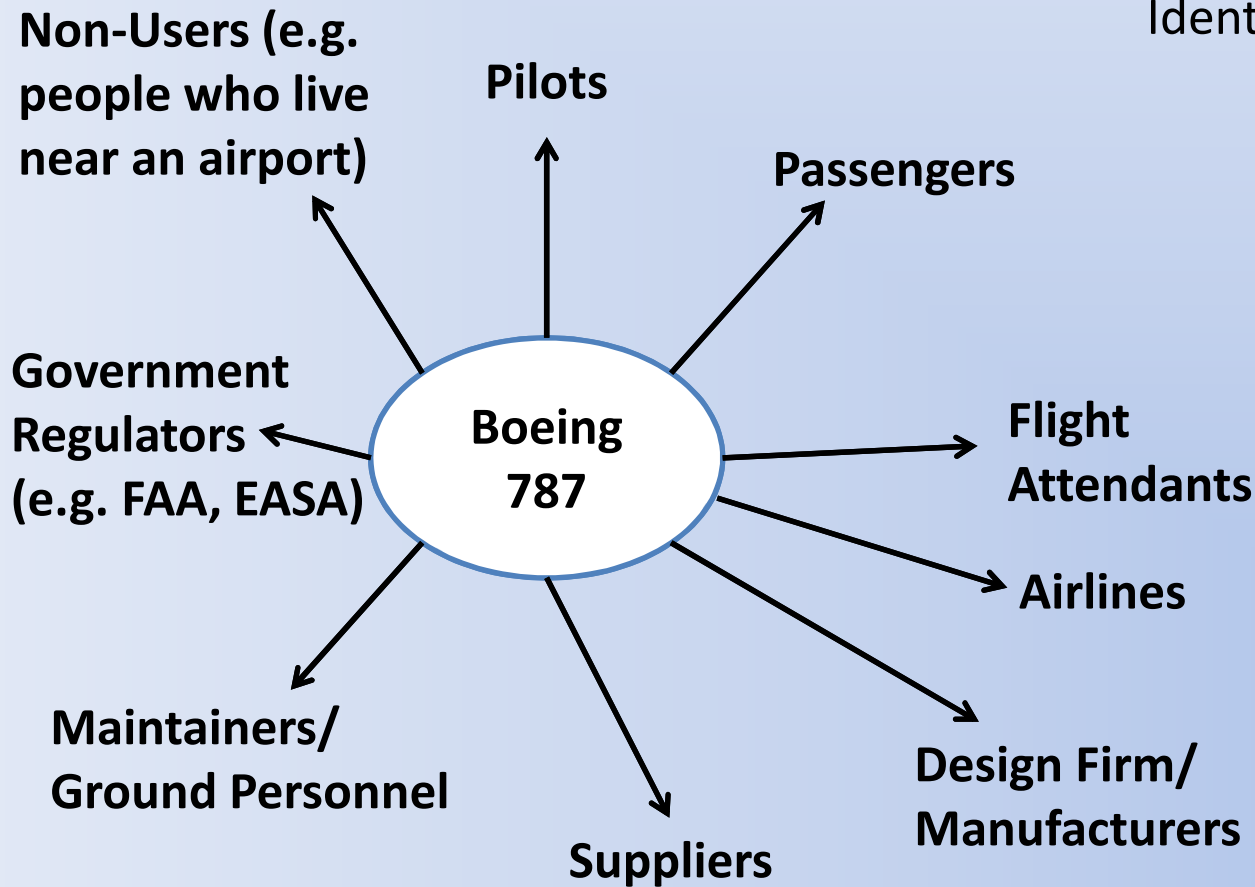 Non-Users (e.g.
people who live
near an airport)
Pilots
Passengers
Government
Regulators
(e.g. FAA, EASA)
Boeing
787
Flight
Attendants
Airlines
Maintainers/
Ground Personnel
Design Firm/
Manufacturers
Suppliers